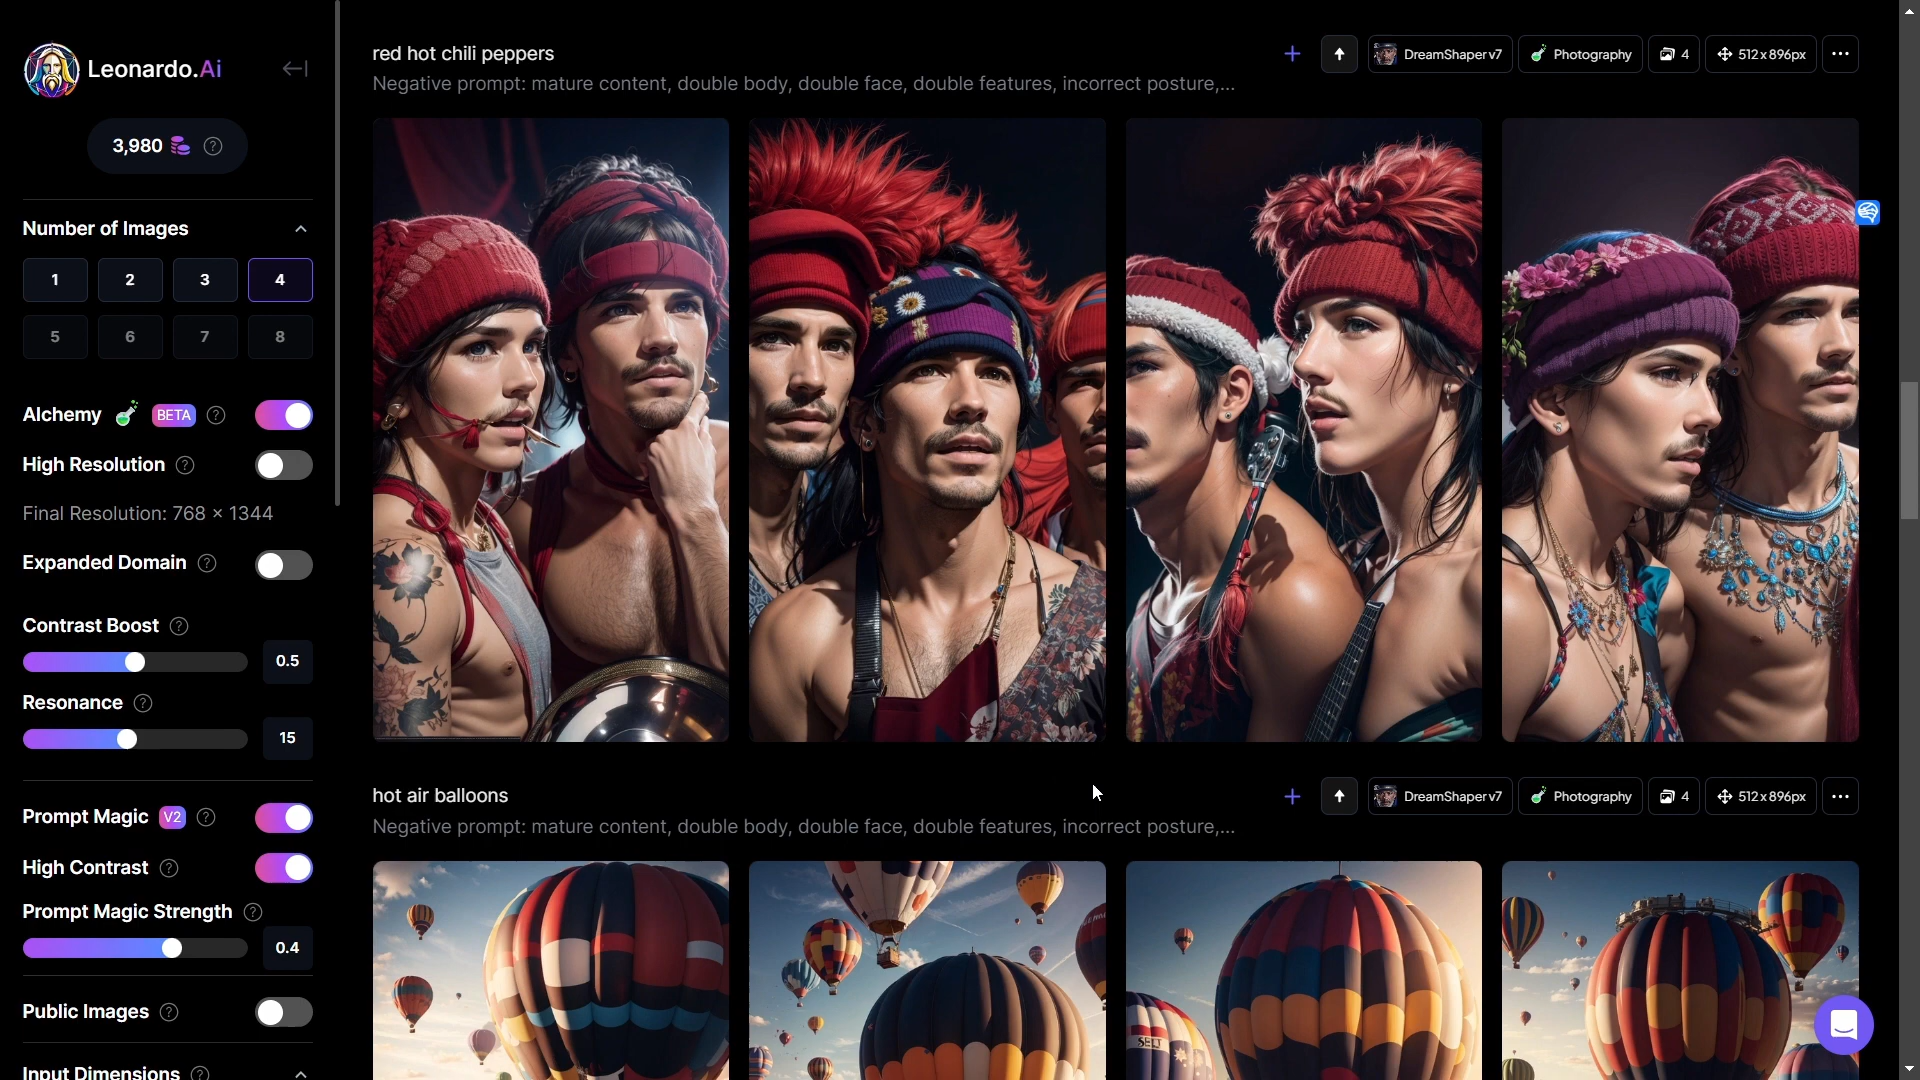 Leonardo.Ai
3,980
Number of Images
1 2 3 4
5 6 7 8
Alchemy BETA
High Resolution
Final Resolution: 768 × 1344
Expanded Domain
Contrast Boost
0.5
Resonance
15
Prompt Magic V2
High Contrast
Prompt Magic Strength
0.4
Public Images
Input Dimensions
red hot chili peppers
DreamShaper v7 Photography 4 512x896px
Negative prompt: mature content, double body, double face, double features, incorrect posture,...
hot air balloons
DreamShaper v7 Photography 4 512x896px
Negative prompt: mature content, double body, double face, double features, incorrect posture,...